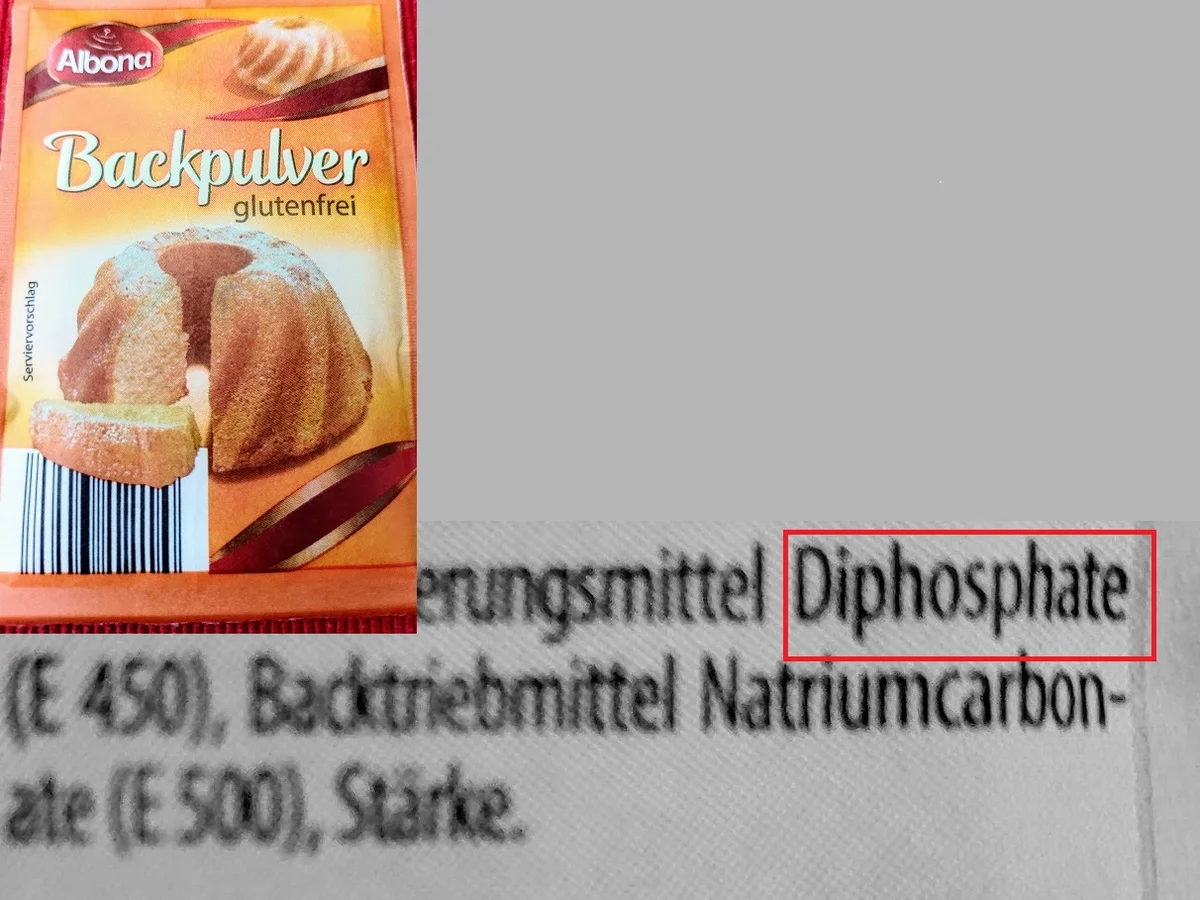 Albona
Backpulver
glutenfrei
Serviervorschlag
erungsmittel Diphosphate
(E 450), Backtriebmittel Natriumcarbon-
ate (E 500), Stärke.